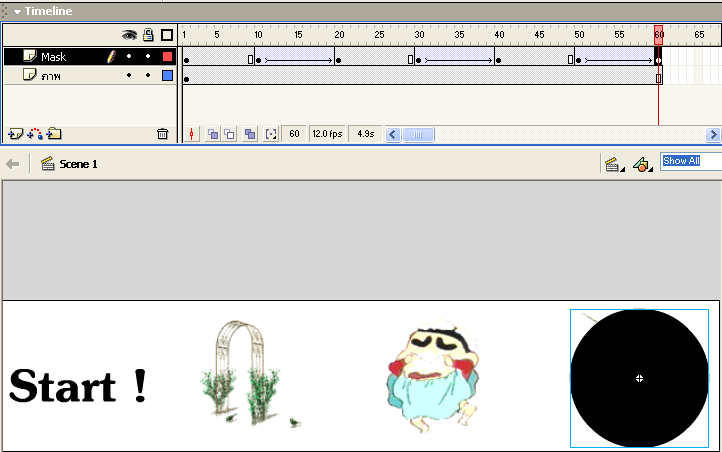 Timeline
1 5 10 15 20 25 30 35 40 45 50 55 60 65
Mask
ภาพ
60 12.0 fps 4.9s
Scene 1
Show All
Start !